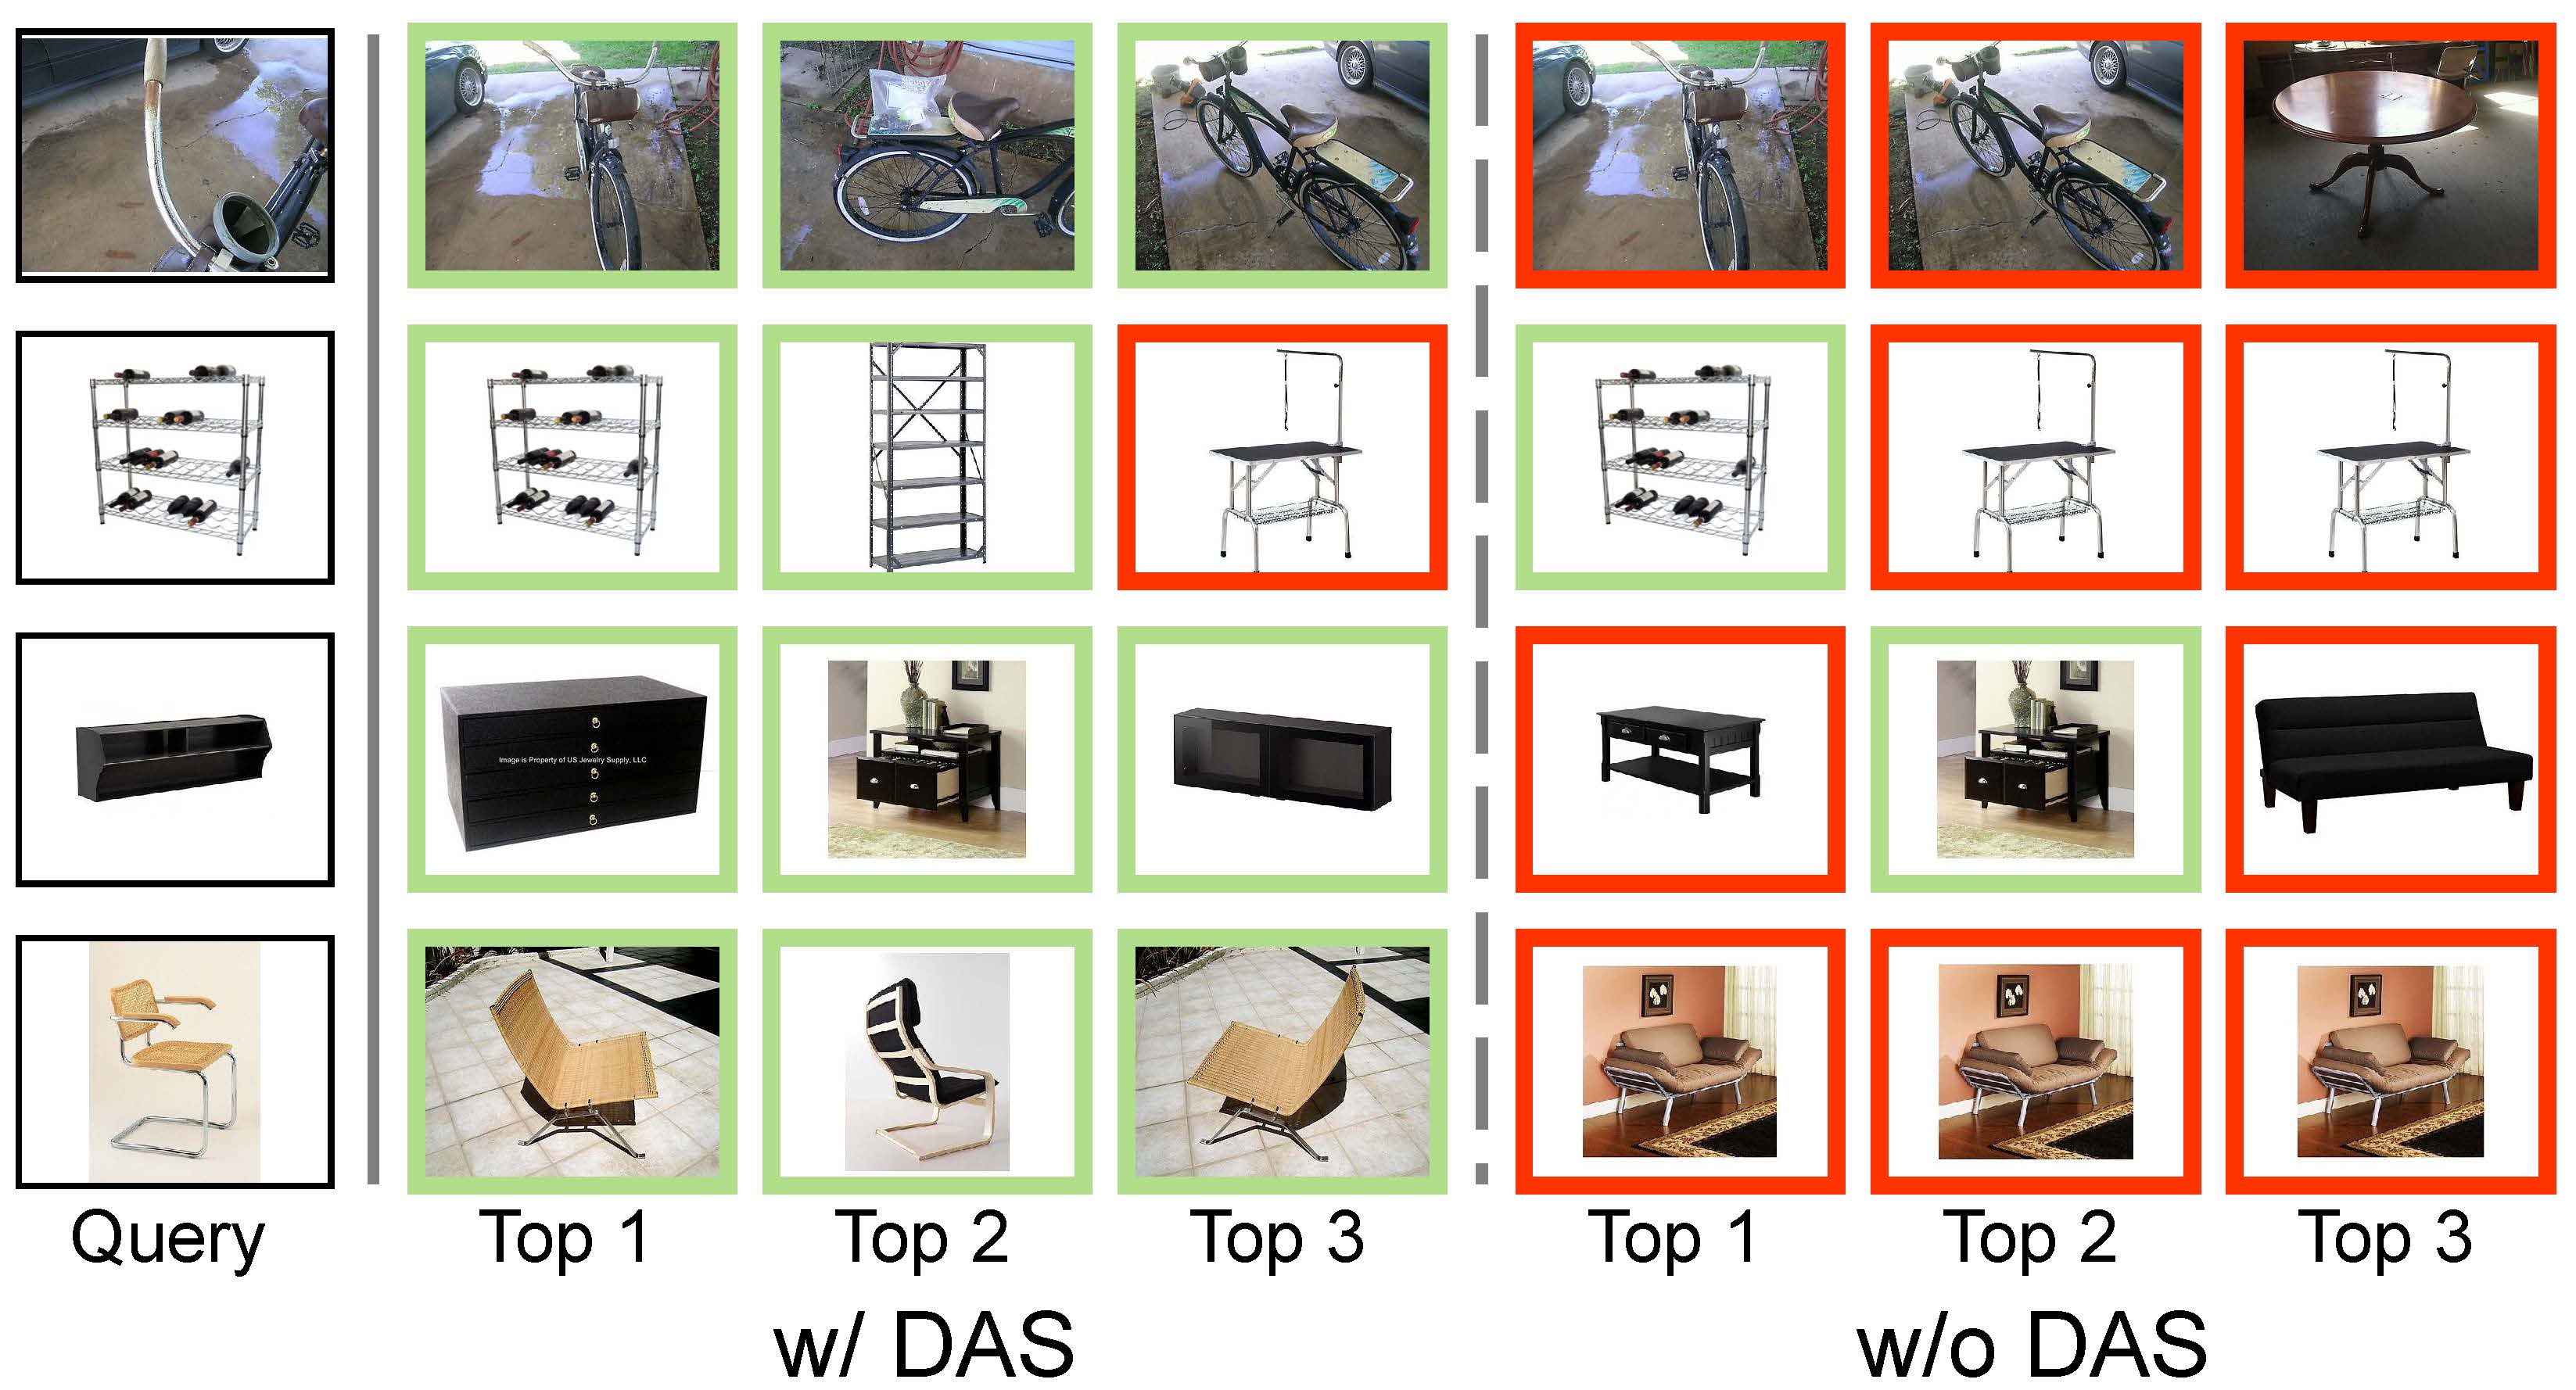 Image is Property of US Jewelry Supply, LLC
Query
Top 1
Top 2
Top 3
Top 1
Top 2
Top 3
w/ DAS
w/o DAS